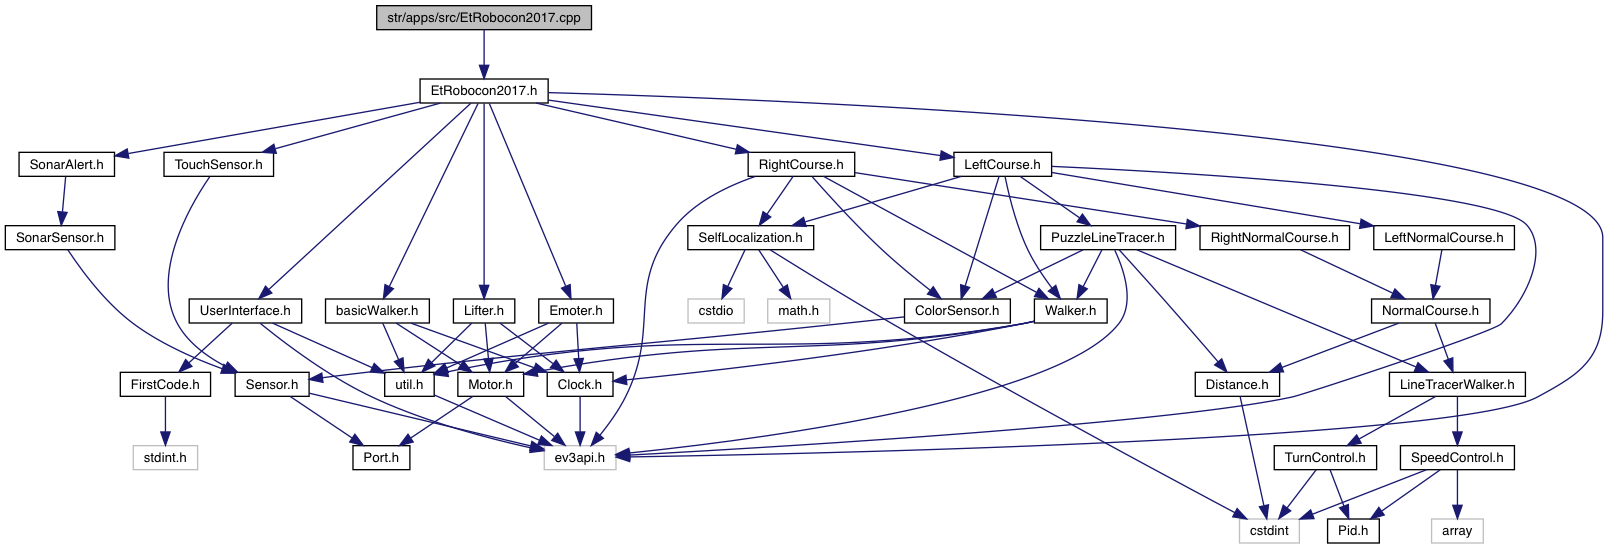 str/apps/src/EtRobocon2017.cpp
EtRobocon2017.h
SonarAlert.h
TouchSensor.h
RightCourse.h
LeftCourse.h
SonarSensor.h
SelfLocalization.h
PuzzleLineTracer.h
RightNormalCourse.h
LeftNormalCourse.h
UserInterface.h
basicWalker.h
Lifter.h
Emoter.h
cstdio
math.h
ColorSensor.h
Walker.h
NormalCourse.h
FirstCode.h
Sensor.h
util.h
Motor.h
Clock.h
Distance.h
LineTracerWalker.h
stdint.h
Port.h
ev3api.h
TurnControl.h
SpeedControl.h
cstdint
Pid.h
array